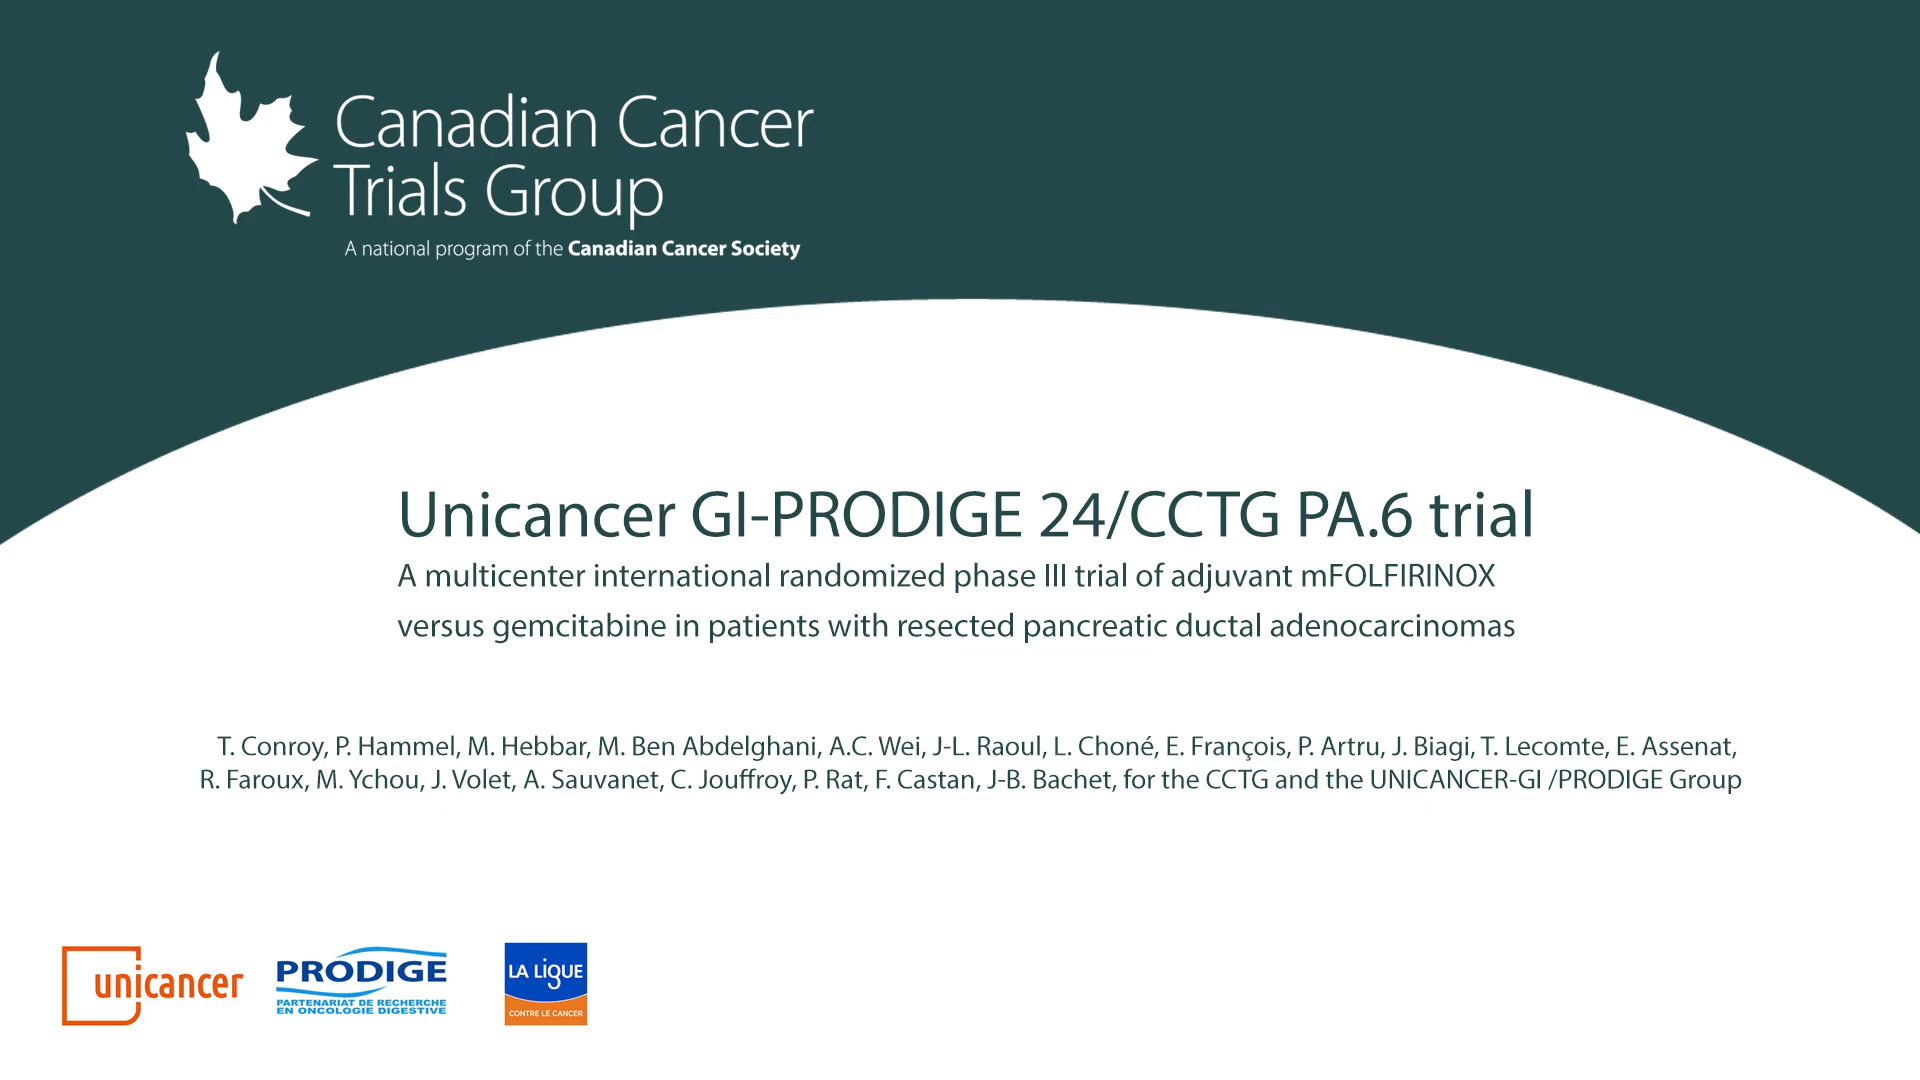 Canadian Cancer
Trials Group
A national program of the Canadian Cancer Society
Unicancer GI-PRODIGE 24/CCTG PA.6 trial
A multicenter international randomized phase III trial of adjuvant mFOLFIRINOX
versus gemcitabine in patients with resected pancreatic ductal adenocarcinomas
T. Conroy, P. Hammel, M. Hebbar, M. Ben Abdelghani, A.C. Wei, J-L. Raoul, L. Choné, E. François, P. Artru, J. Biagi, T. Lecomte, E. Assenat,
R. Faroux, M. Ychou, J. Volet, A. Sauvanet, C. Jouffroy, P. Rat, F. Castan, J-B. Bachet, for the CCTG and the UNICANCER-GI /PRODIGE Group
unicancer
PRODIGE
PARTENARIAT DE RECHERCHE
EN ONCOLOGIE DIGESTIVE
LA LIGUE
CONTRE LE CANCER